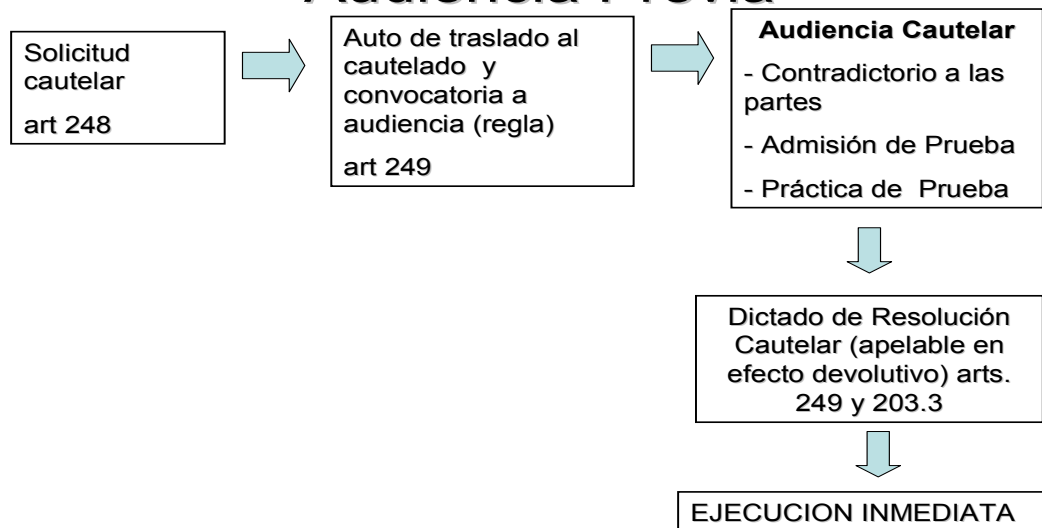 Audiencia Previa
Solicitud
cautelar
art 248
Auto de traslado al
cautelado y
convocatoria a
audiencia (regla)
art 249
Audiencia Cautelar
- Contradictorio a las
partes
- Admisión de Prueba
- Práctica de Prueba
Dictado de Resolución
Cautelar (apelable en
efecto devolutivo) arts.
249 y 203.3
EJECUCION INMEDIATA